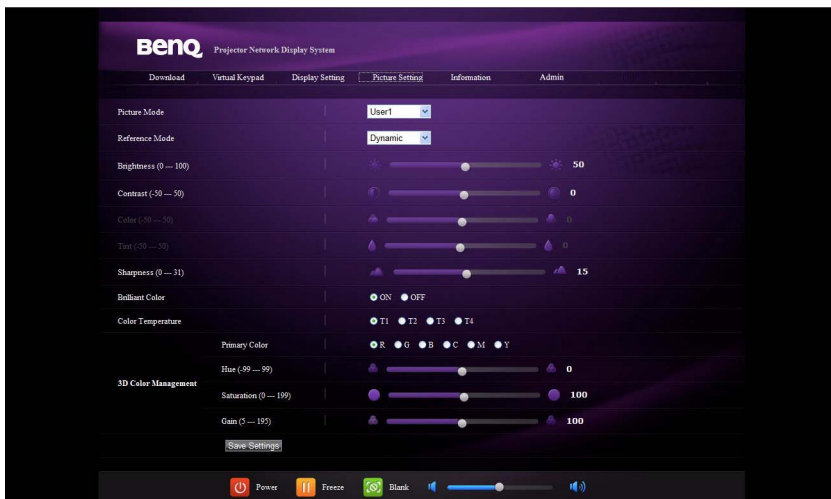 BenQ Projector Network Display System
Download Virtual Keypad Display Setting Picture Setting Information Admin
Picture Mode User1
Reference Mode Dynamic
Brightness (0 --- 100) 50
Contrast (-50 --- 50) 0
Color (-50 --- 50) 0
Tint (-50 --- 50) 0
Sharpness (0 --- 31) 15
Brilliant Color ON OFF
Color Temperature T1 T2 T3 T4
Primary Color R G B C M Y
Hue (-99 --- 99) 0
3D Color Management
Saturation (0 --- 199) 100
Gain (5 --- 195) 100
Save Settings
Power Freeze Blank